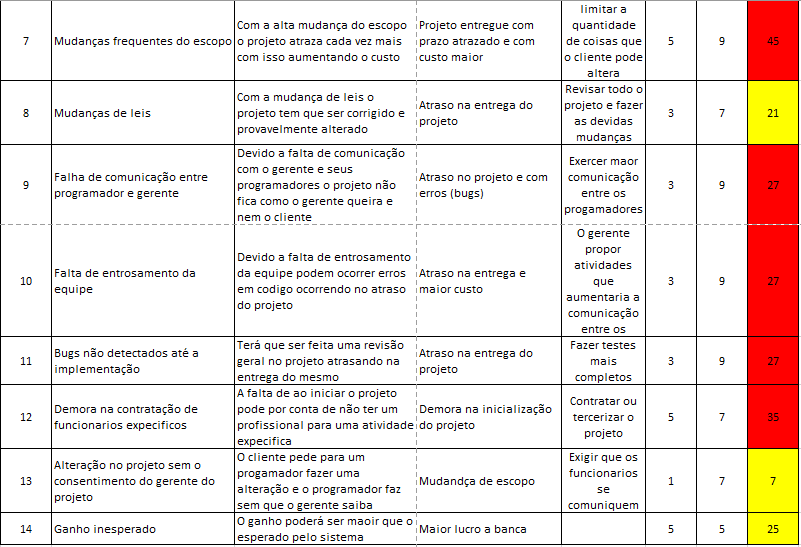 7
Mudanças frequentes do escopo
Com a alta mudança do escopo
o projeto atraza cada vez mais
com isso aumentando o custo
Projeto entregue com
prazo atrazado e com
custo maior
limitar a
quantidade
de coisas que
o cliente pode
altera
5
9
45
8
Mudanças de leis
Com a mudança de leis o
projeto tem que ser corrigido e
provavelmente alterado
Atraso na entrega do
projeto
Revisar todo o
projeto e fazer
as devidas
mudanças
3
7
21
9
Falha de comunicação entre
programador e gerente
Devido a falta de comunicação
com o gerente e seus
programadores o projeto não
fica como o gerente queira e
nem o cliente
Atraso no projeto e com
erros (bugs)
Exercer maor
comunicação
entre os
progamadores
3
9
27
10
Falta de entrosamento da
equipe
Devido a falta de entrosamento
da equipe podem ocorrer erros
em codigo ocorrendo no atraso
do projeto
Atraso na entrega e
maior custo
O gerente
propor
atividades
que
aumentaria a
comunicação
entre os
3
9
27
11
Bugs não detectados até a
implementação
Terá que ser feita uma revisão
geral no projeto atrasando na
entrega do mesmo
Atraso na entrega do
projeto
Fazer testes
mais
completos
3
9
27
12
Demora na contratação de
funcionarios expecificos
A falta de ao iniciar o projeto
pode por conta de não ter um
profissional para uma atividade
expecifica
Demora na inicialização
do projeto
Contratar ou
tercerizar o
projeto
5
7
35
13
Alteração no projeto sem o
consentimento do gerente do
projeto
O cliente pede para um
progamador fazer uma
alteração e o programador faz
sem que o gerente saiba
Mudandça de escopo
Exigir que os
funcionarios
se
comuniquem
1
7
7
14
Ganho inesperado
O ganho poderá ser maoir que o
esperado pelo sistema
Maior lucro a banca
5
5
25